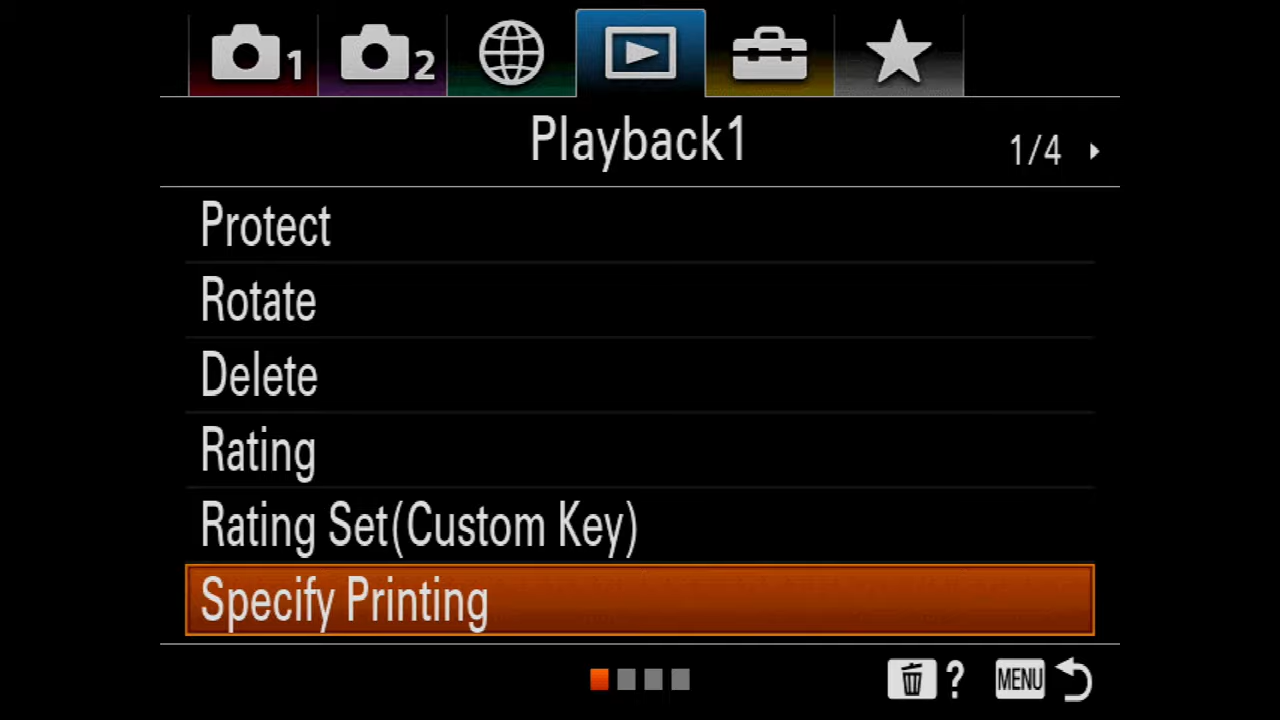 1 2
Playback1
1/4
Protect
Rotate
Delete
Rating
Rating Set(Custom Key)
Specify Printing
? MENU